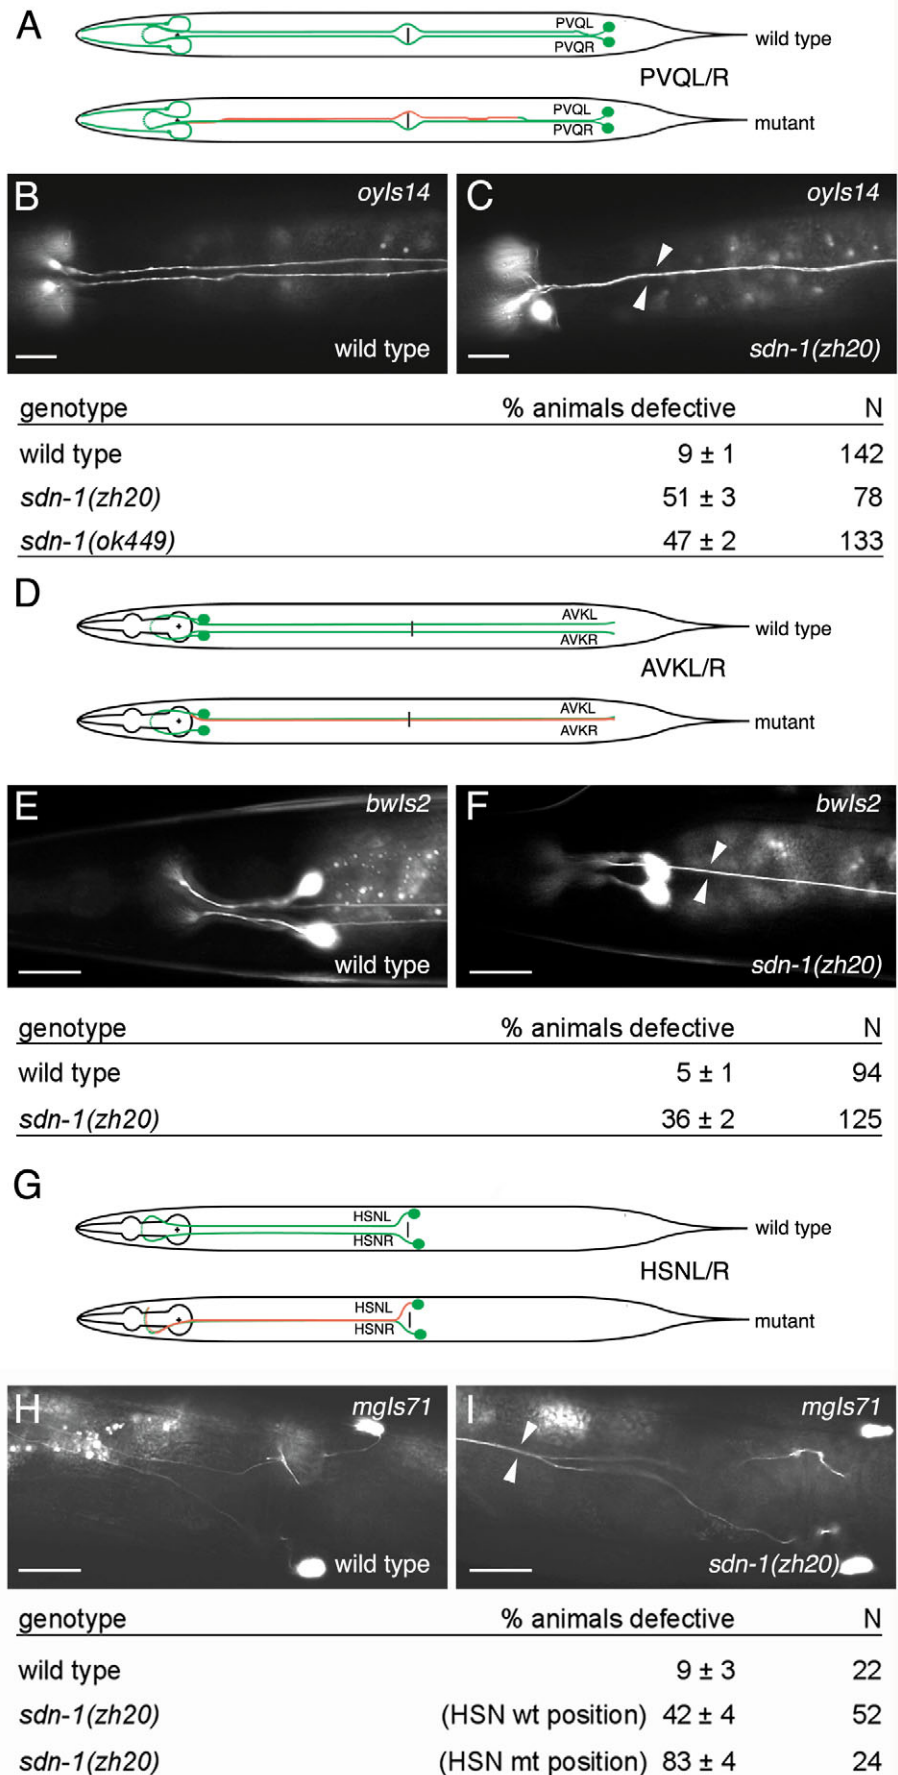 A
PVQL
PVQR
wild type
PVQL/R
PVQL
PVQR
mutant
B
oyIs14
wild type
C
oyIs14
sdn-1(zh20)
genotype % animals defective N
wild type 9 ± 1 142
sdn-1(zh20) 51 ± 3 78
sdn-1(ok449) 47 ± 2 133
D
AVKL
AVKR
wild type
AVKL/R
AVKL
AVKR
mutant
E
bwIs2
wild type
F
bwIs2
sdn-1(zh20)
genotype % animals defective N
wild type 5 ± 1 94
sdn-1(zh20) 36 ± 2 125
G
HSNL
HSNR
wild type
HSNL/R
HSNL
HSNR
mutant
H
mgIs71
wild type
I
mgIs71
sdn-1(zh20)
genotype % animals defective N
wild type 9 ± 3 22
sdn-1(zh20) (HSN wt position) 42 ± 4 52
sdn-1(zh20) (HSN mt position) 83 ± 4 24